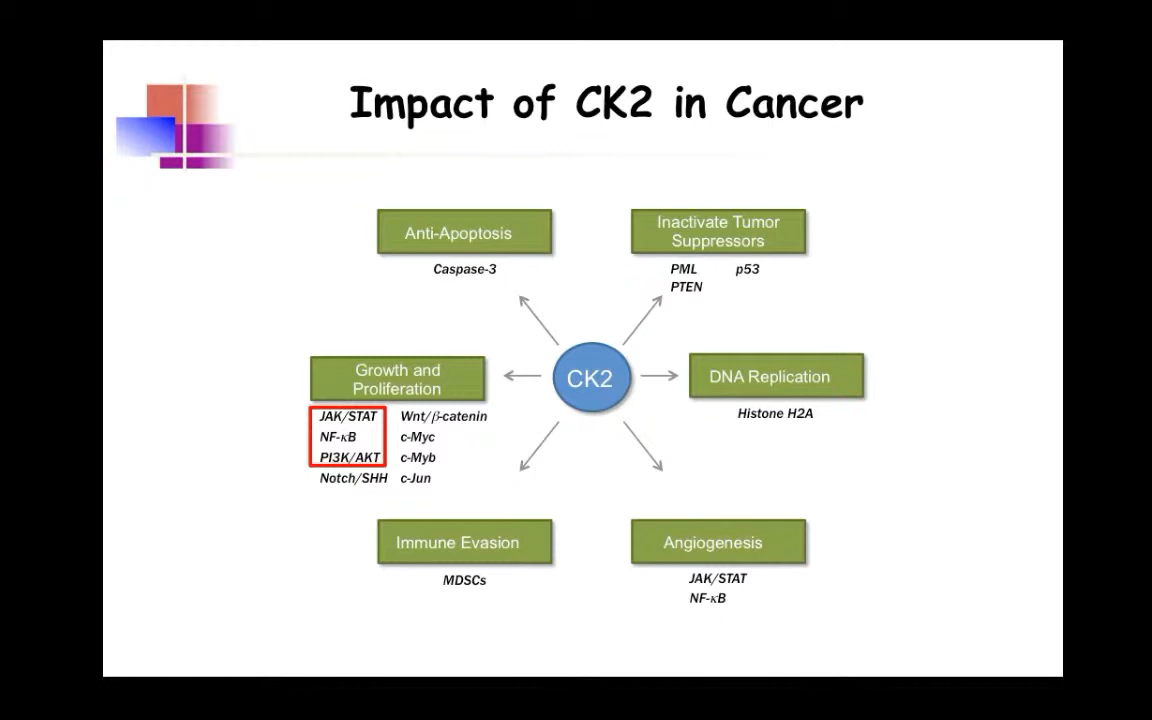 Impact of CK2 in Cancer
Anti-Apoptosis
Caspase-3
Inactivate Tumor
Suppressors
PML p53
PTEN
Growth and
Proliferation
JAK/STAT Wnt/β-catenin
NF-κB c-Myc
PI3K/AKT c-Myb
Notch/SHH c-Jun
CK2
DNA Replication
Histone H2A
Immune Evasion
MDSCs
Angiogenesis
JAK/STAT
NF-κB